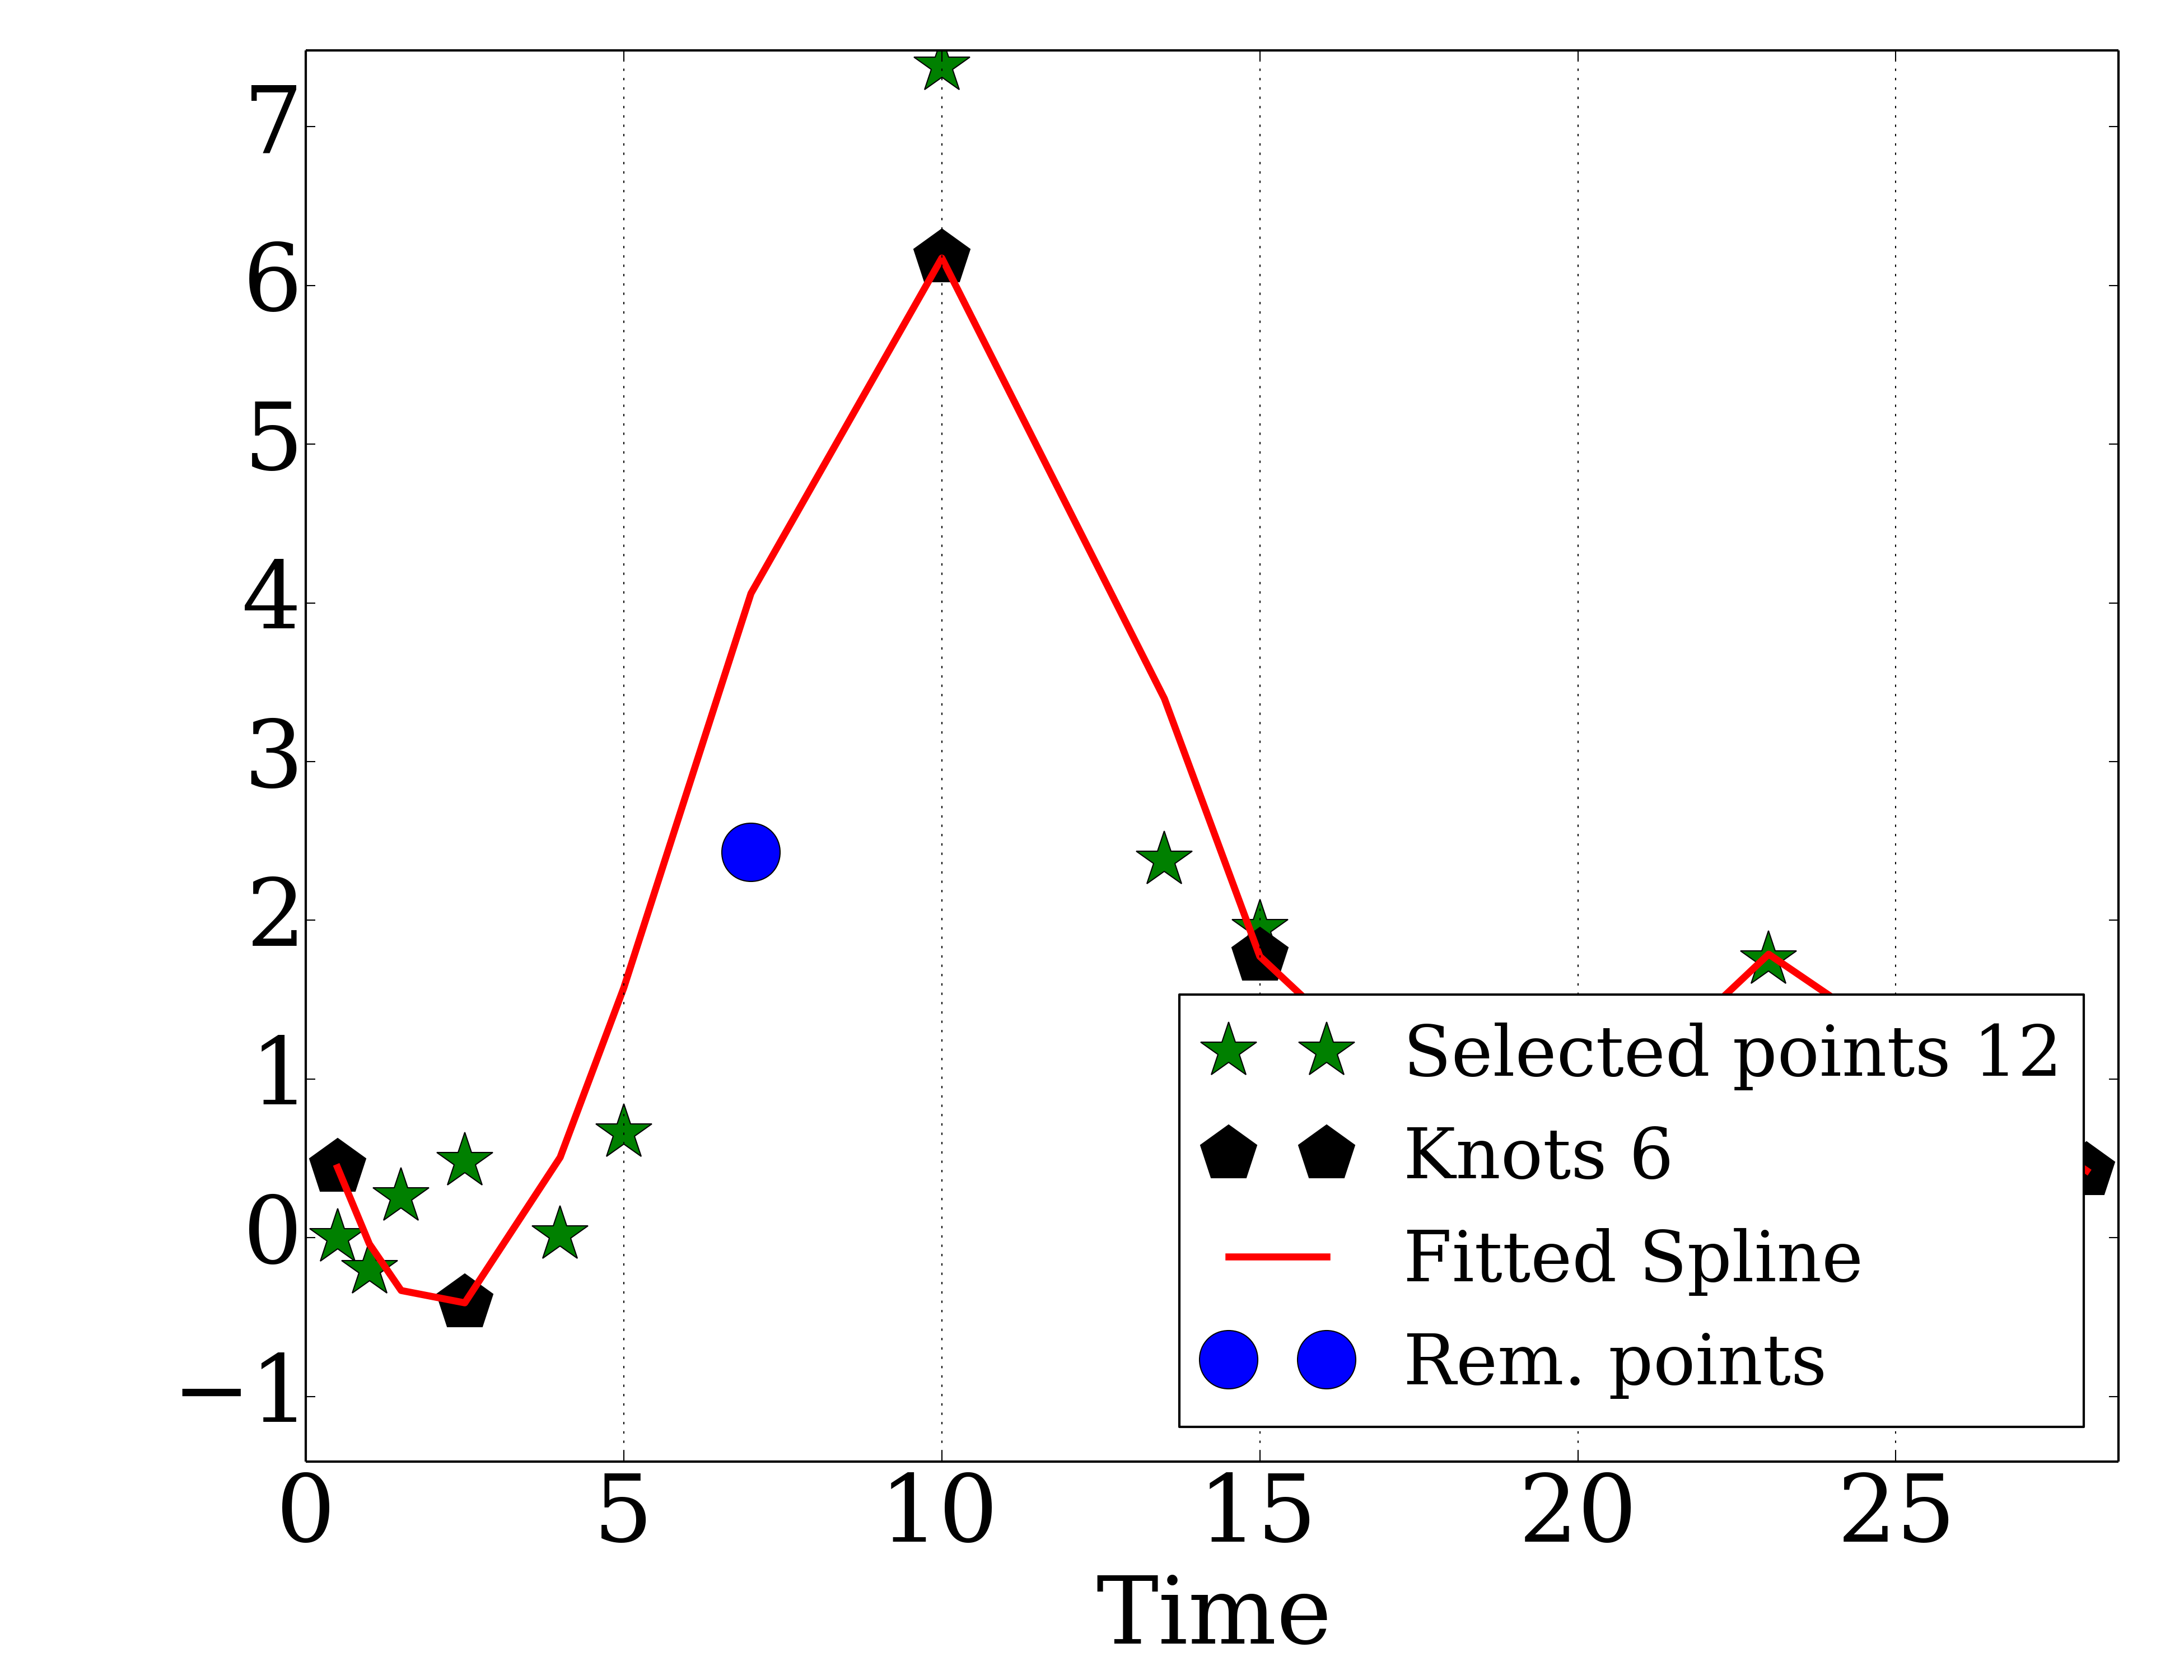 7
6
5
4
3
2
1
0
−1
Selected points 12
Knots 6
Fitted Spline
Rem. points
0 5 10 15 20 25
Time